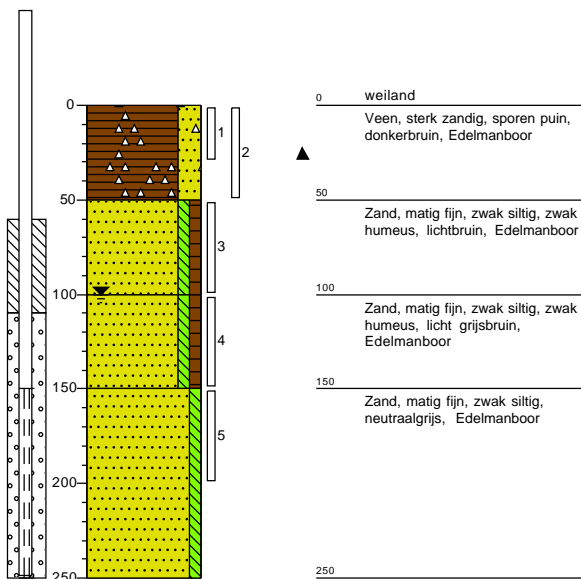 0
50
100
150
200
250
1
2
3
4
5
0
weiland
Veen, sterk zandig, sporen puin,
donkerbruin, Edelmanboor
50
Zand, matig fijn, zwak siltig, zwak
humeus, lichtbruin, Edelmanboor
100
Zand, matig fijn, zwak siltig, zwak
humeus, licht grijsbruin,
Edelmanboor
150
Zand, matig fijn, zwak siltig,
neutraalgrijs, Edelmanboor
250